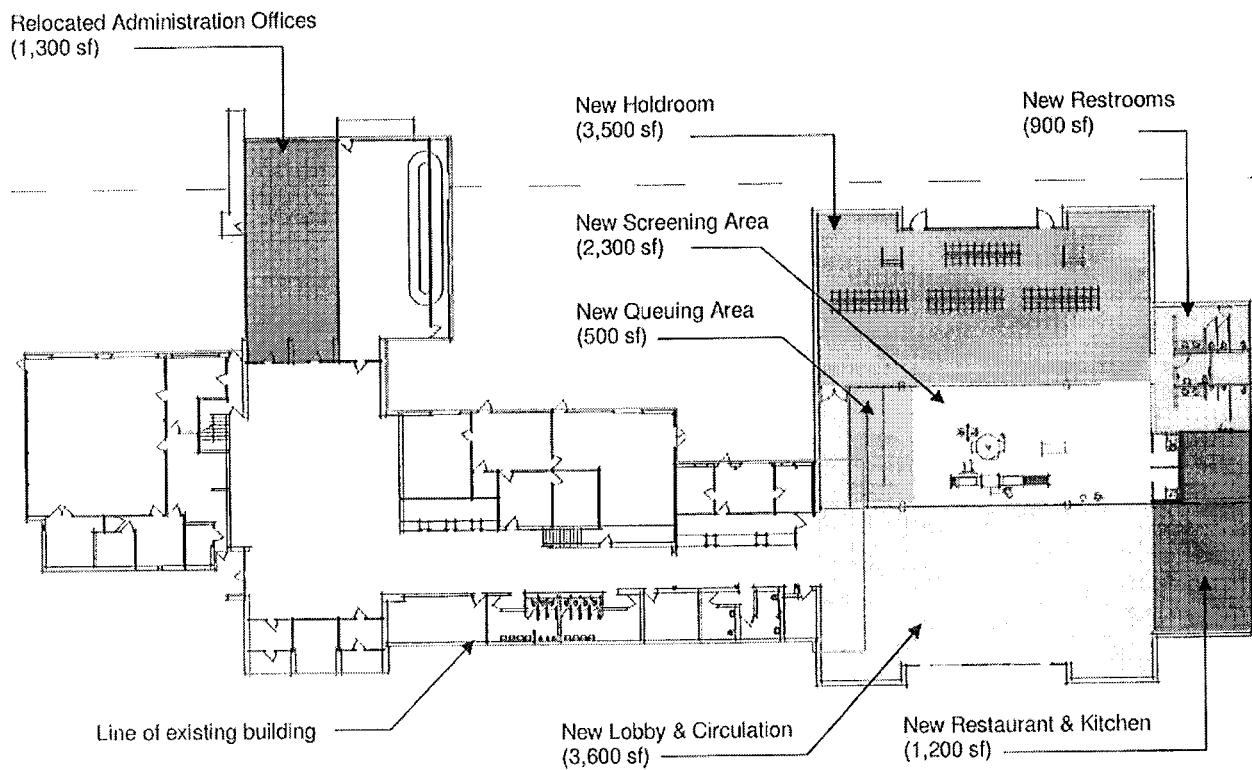 Relocated Administration Offices
(1,300 sf)
New Holdroom
(3,500 sf)
New Restrooms
(900 sf)
New Screening Area
(2,300 sf)
New Queuing Area
(500 sf)
Line of existing building
New Lobby & Circulation
(3,600 sf)
New Restaurant & Kitchen
(1,200 sf)